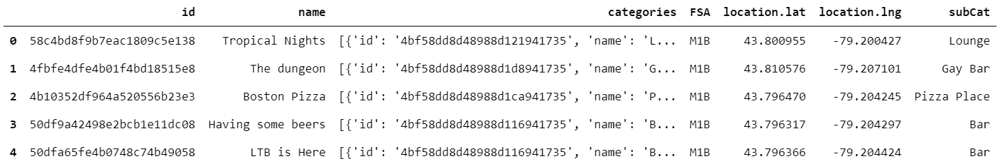 id name categories FSA location.lat location.lng subCat
0 58c4bd8f9b7eac1809c5e138 Tropical Nights [{'id': '4bf58dd8d48988d121941735', 'name': 'L... M1B 43.800955 -79.200427 Lounge
1 4fbfe4dfe4b01f4bd18515e8 The dungeon [{'id': '4bf58dd8d48988d1d8941735', 'name': 'G... M1B 43.810576 -79.207101 Gay Bar
2 4b10352df964a520556b23e3 Boston Pizza [{'id': '4bf58dd8d48988d1ca941735', 'name': 'P... M1B 43.796470 -79.204245 Pizza Place
3 50df9a42498e2bcb1e11dc08 Having some beers [{'id': '4bf58dd8d48988d116941735', 'name': 'B... M1B 43.796317 -79.204297 Bar
4 50dfa65fe4b0748c74b49058 LTB is Here [{'id': '4bf58dd8d48988d116941735', 'name': 'B... M1B 43.796366 -79.204424 Bar